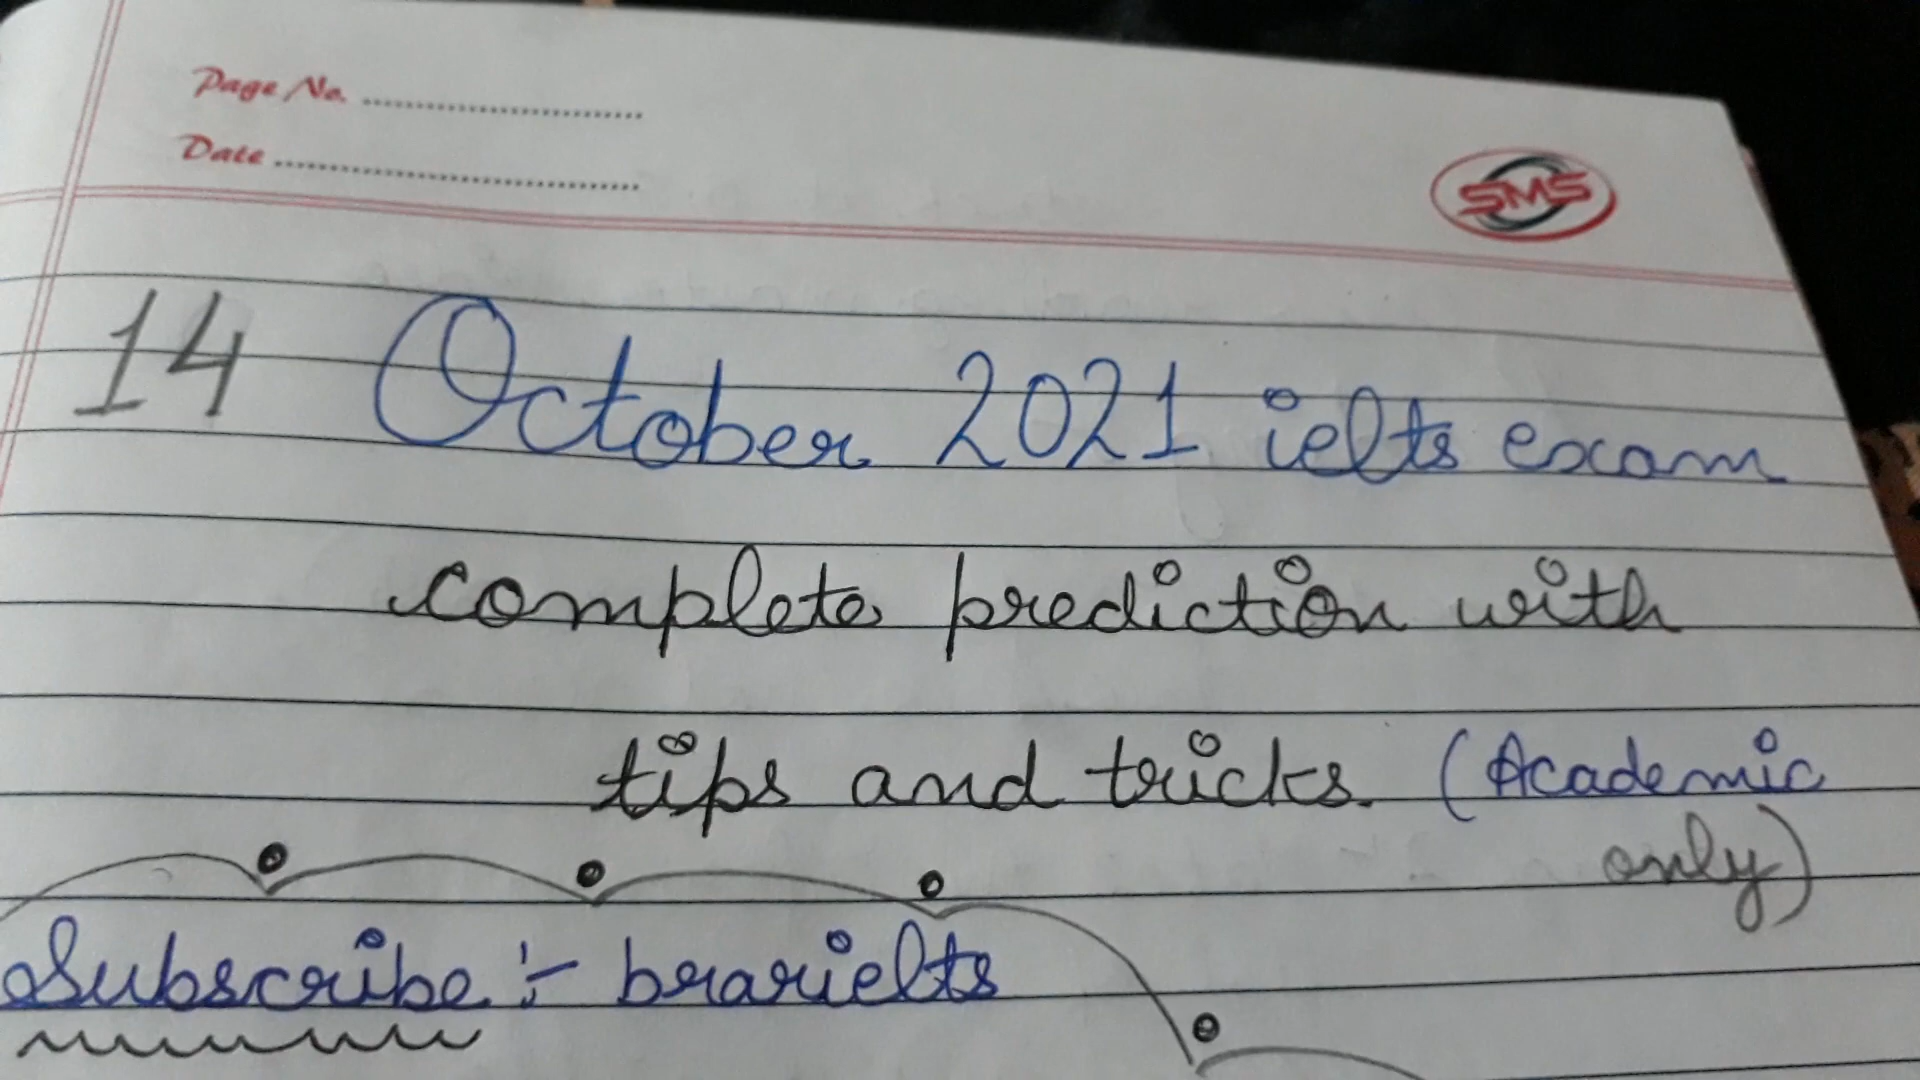 Page No. ........................................
Date ........................................
SMS
14 October 2021 ielts exam
complete prediction with
tips and tricks. (Academic
only)
Subscribe :- brarielts